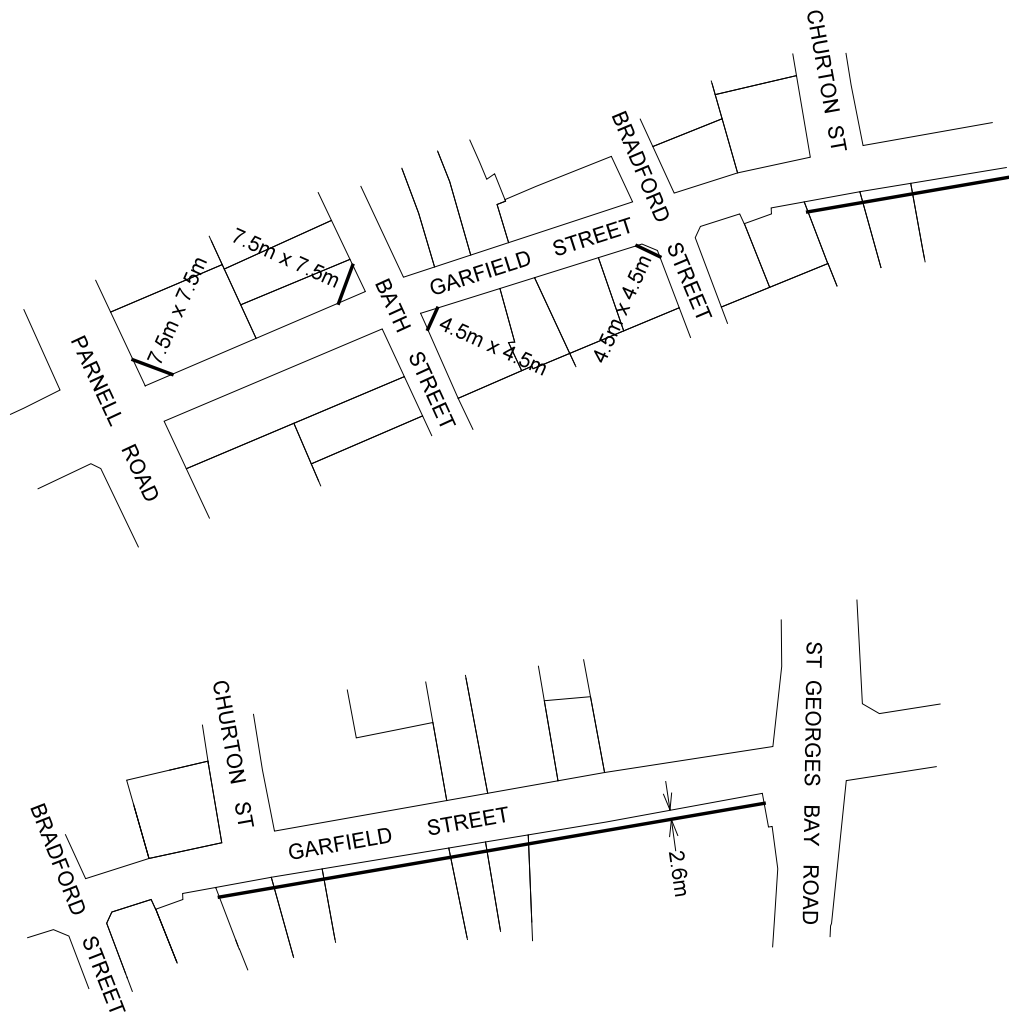 CHURTON ST
BRADFORD STREET
GARFIELD STREET
7.5m x 7.5m
7.5m x 7.5m
BATH STREET
4.5m x 4.5m
4.5m x 4.5m
PARNELL ROAD
ST GEORGES BAY ROAD
CHURTON ST
BRADFORD STREET
GARFIELD STREET
2.6m